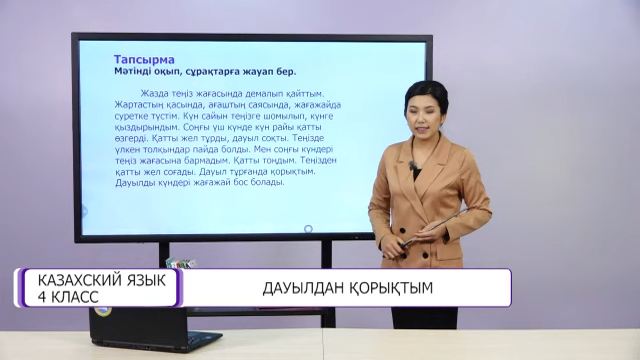 Тапсырма
Мәтінді оқып, сұрақтарға жауап бер.
Жазда теңіз жағасында демалып қайттым.
Жартастың қасында, ағаштың саясында, жағажайда
суретке түстім. Күн сайын теңізге шомылып, күнге
қыздырындым. Соңғы үш күнде күн райы қатты
өзгерді. Қатты жел тұрды, дауыл соқты. Теңізде
үлкен толқындар пайда болды. Мен соңғы күндері
теңіз жағасына бармадым. Қатты тоңдым. Теңізден
қатты жел соғады. Дауыл тұрғанда қорықтым.
Дауылды күндері жағажай бос болады.
КАЗАХСКИЙ ЯЗЫК
4 КЛАСС
ДАУЫЛДАН ҚОРЫҚТЫМ